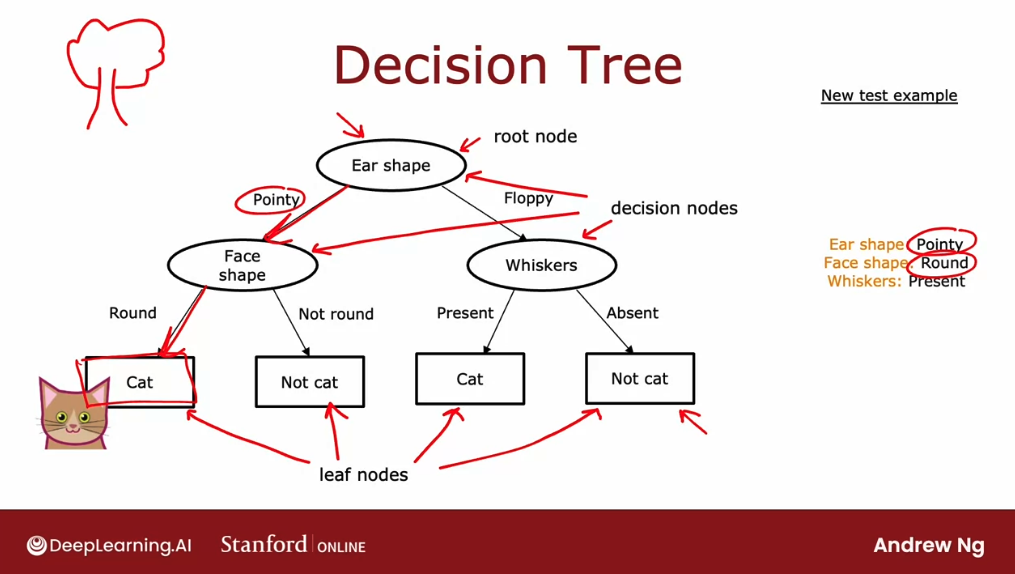 Decision Tree
New test example
root node
Ear shape
Pointy
Floppy
decision nodes
Face
shape
Whiskers
Ear shape: Pointy
Face shape: Round
Whiskers: Present
Round
Not round
Present
Absent
Cat
Not cat
Cat
Not cat
leaf nodes
DeepLearning.AI
Stanford | ONLINE
Andrew Ng